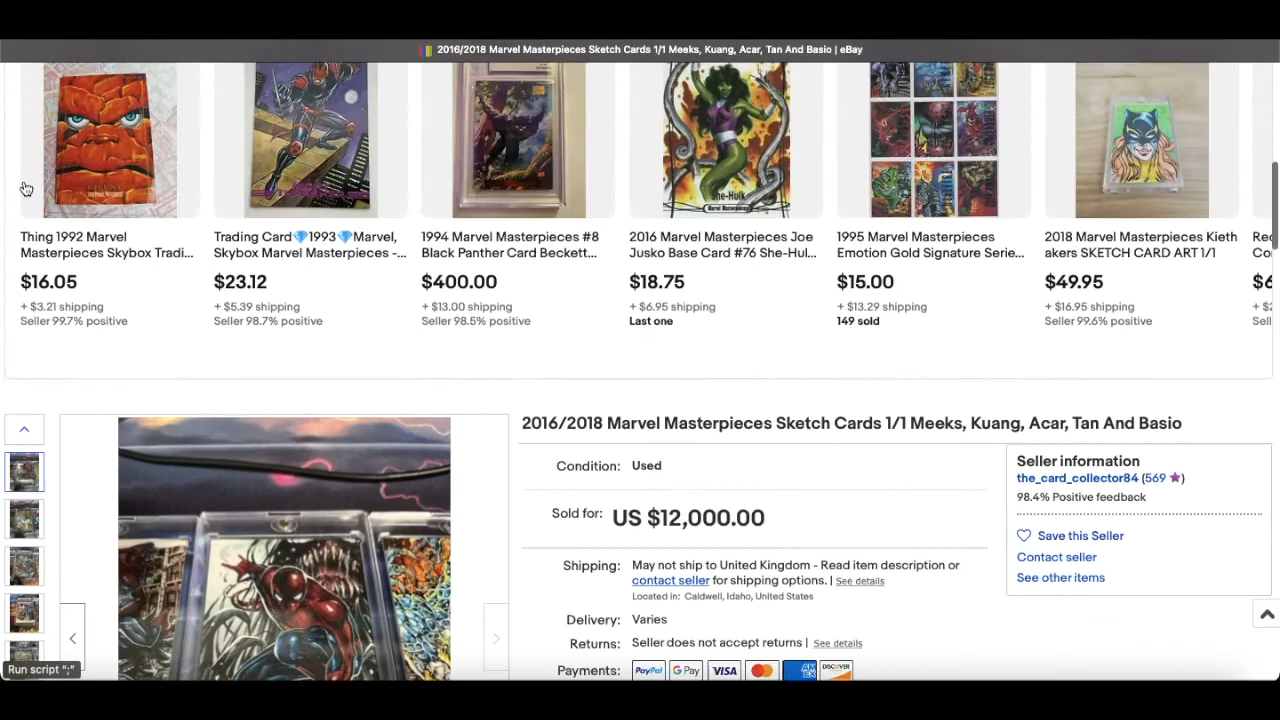 2016/2018 Marvel Masterpieces Sketch Cards 1/1 Meeks, Kuang, Acar, Tan And Basio | eBay
She-Hulk
Marvel Masterpieces
Thing 1992 Marvel
Masterpieces Skybox Tradi...
$16.05
+ $3.21 shipping
Seller 99.7% positive
Trading Card💎1993💎Marvel,
Skybox Marvel Masterpieces -...
$23.12
+ $5.39 shipping
Seller 98.7% positive
1994 Marvel Masterpieces #8
Black Panther Card Beckett...
$400.00
+ $13.00 shipping
Seller 98.5% positive
2016 Marvel Masterpieces Joe
Jusko Base Card #76 She-Hul...
$18.75
+ $6.95 shipping
Last one
1995 Marvel Masterpieces
Emotion Gold Signature Serie...
$15.00
+ $13.29 shipping
149 sold
2018 Marvel Masterpieces Kieth
akers SKETCH CARD ART 1/1
$49.95
+ $16.95 shipping
Seller 99.6% positive
2016/2018 Marvel Masterpieces Sketch Cards 1/1 Meeks, Kuang, Acar, Tan And Basio
Condition: Used
Sold for: US $12,000.00
Shipping: May not ship to United Kingdom - Read item description or
contact seller for shipping options. | See details
Located in: Caldwell, Idaho, United States
Delivery: Varies
Returns: Seller does not accept returns | See details
Payments: PayPal G Pay VISA DISCOVER
Seller information
the_card_collector84 (569 ★)
98.4% Positive feedback
Save this Seller
Contact seller
See other items
Run script ";"